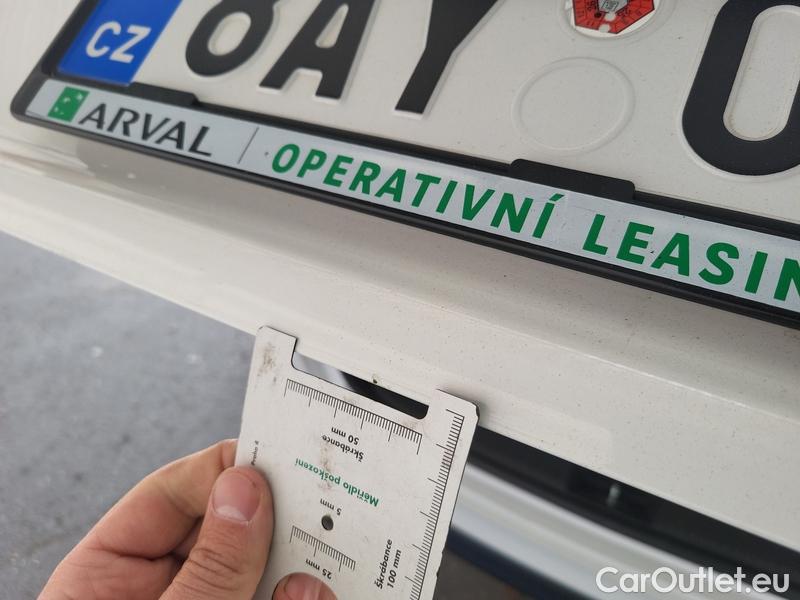 CZ
8AY 0
ARVAL
OPERATIVNÍ LEASIN
Škrábance
50 mm
Měřidlo poškození
5 mm
Škrábance
100 mm
25 mm
CarOutlet.eu